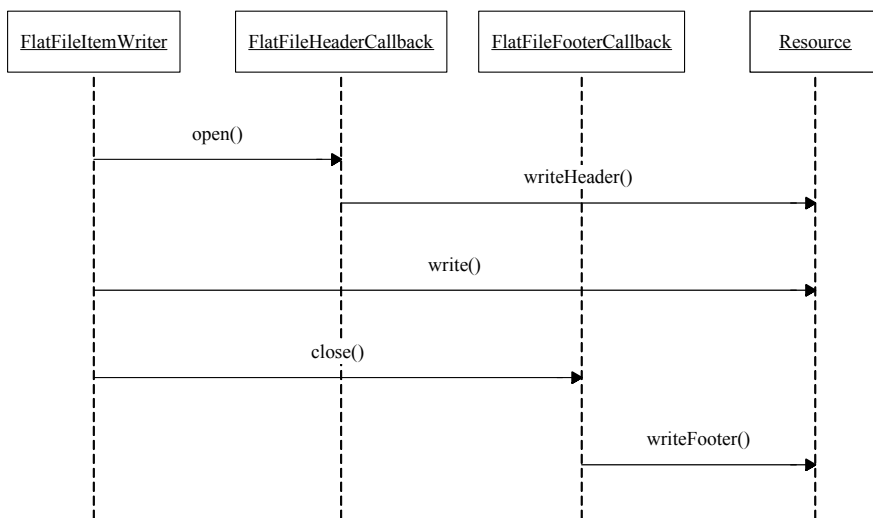 FlatFileItemWriter
FlatFileHeaderCallback
FlatFileFooterCallback
Resource
open()
writeHeader()
write()
close()
writeFooter()